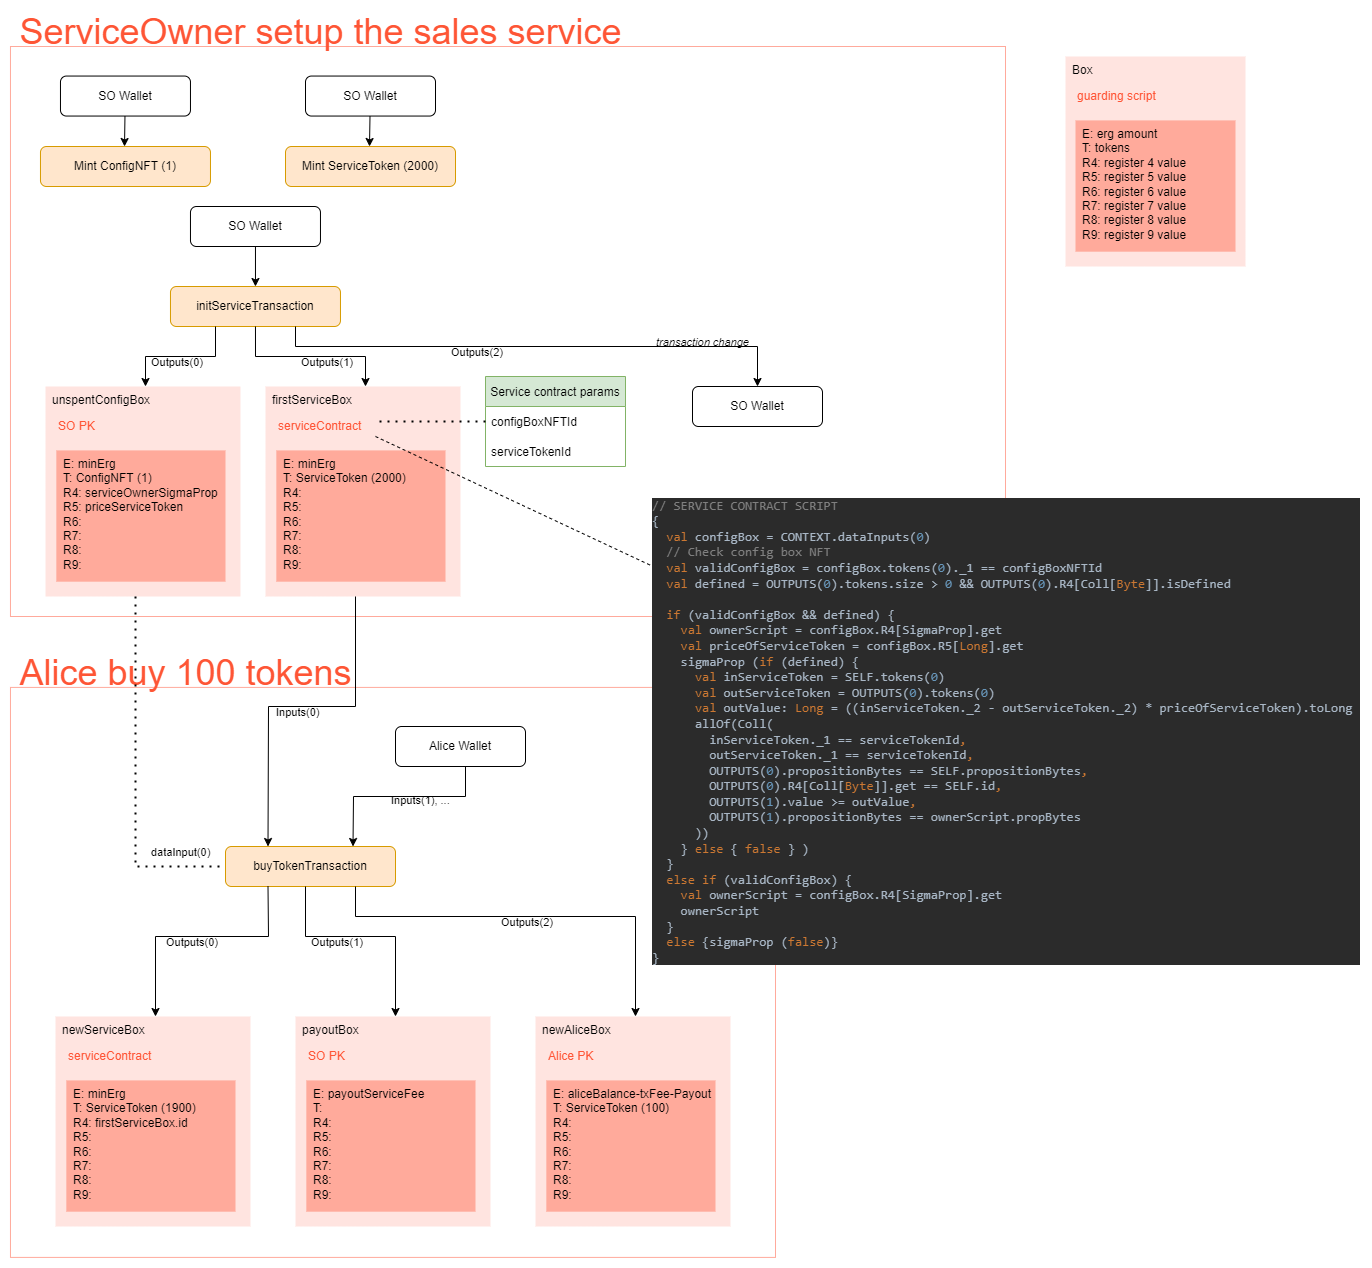 ServiceOwner setup the sales service
SO Wallet
SO Wallet
Mint ConfigNFT (1)
Mint ServiceToken (2000)
SO Wallet
initServiceTransaction
Outputs(0)
Outputs(1)
Outputs(2)
transaction change
SO Wallet
unspentConfigBox
SO PK
E: minErg
T: ConfigNFT (1)
R4: serviceOwnerSigmaProp
R5: priceServiceToken
R6:
R7:
R8:
R9:
firstServiceBox
serviceContract
E: minErg
T: ServiceToken (2000)
R4:
R5:
R6:
R7:
R8:
R9:
Service contract params
configBoxNFTId
serviceTokenId
Box
guarding script
E: erg amount
T: tokens
R4: register 4 value
R5: register 5 value
R6: register 6 value
R7: register 7 value
R8: register 8 value
R9: register 9 value
// SERVICE CONTRACT SCRIPT
{
val configBox = CONTEXT.dataInputs(0)
// Check config box NFT
val validConfigBox = configBox.tokens(0)._1 == configBoxNFTId
val defined = OUTPUTS(0).tokens.size > 0 && OUTPUTS(0).R4[Coll[Byte]].isDefined
if (validConfigBox && defined) {
val ownerScript = configBox.R4[SigmaProp].get
val priceOfServiceToken = configBox.R5[Long].get
sigmaProp (if (defined) {
val inServiceToken = SELF.tokens(0)
val outServiceToken = OUTPUTS(0).tokens(0)
val outValue: Long = ((inServiceToken._2 - outServiceToken._2) * priceOfServiceToken).toLong
allOf(Coll(
inServiceToken._1 == serviceTokenId,
outServiceToken._1 == serviceTokenId,
OUTPUTS(0).propositionBytes == SELF.propositionBytes,
OUTPUTS(0).R4[Coll[Byte]].get == SELF.id,
OUTPUTS(1).value >= outValue,
OUTPUTS(1).propositionBytes == ownerScript.propBytes
))
} else { false } )
}
else if (validConfigBox) {
val ownerScript = configBox.R4[SigmaProp].get
ownerScript
}
else {sigmaProp (false)}
}
Alice buy 100 tokens
Inputs(0)
Alice Wallet
Inputs(1), ...
dataInput(0)
buyTokenTransaction
Outputs(0)
Outputs(1)
Outputs(2)
newServiceBox
serviceContract
E: minErg
T: ServiceToken (1900)
R4: firstServiceBox.id
R5:
R6:
R7:
R8:
R9:
payoutBox
SO PK
E: payoutServiceFee
T:
R4:
R5:
R6:
R7:
R8:
R9:
newAliceBox
Alice PK
E: aliceBalance-txFee-Payout
T: ServiceToken (100)
R4:
R5:
R6:
R7:
R8:
R9: